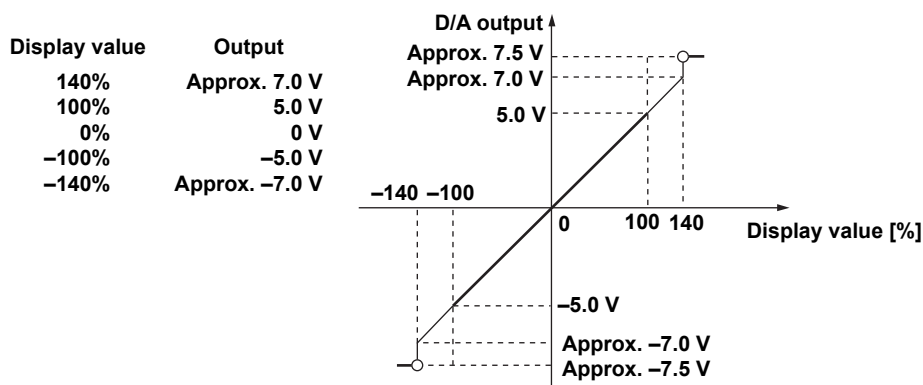 Display value Output
140% Approx. 7.0 V
100% 5.0 V
0% 0 V
–100% –5.0 V
–140% Approx. –7.0 V
D/A output
Approx. 7.5 V
Approx. 7.0 V
5.0 V
–140 –100
0 100 140
Display value [%]
–5.0 V
Approx. –7.0 V
Approx. –7.5 V